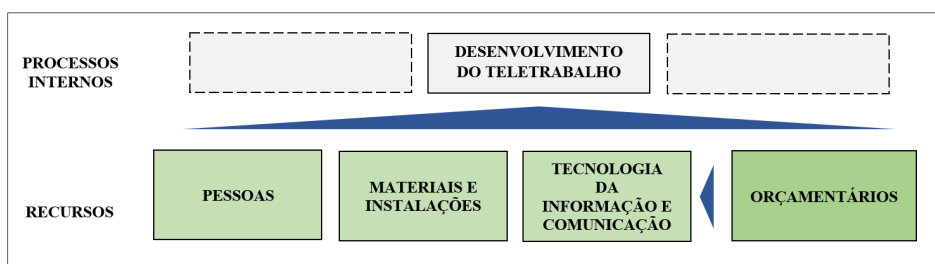 PROCESSOS
INTERNOS
DESENVOLVIMENTO
DO TELETRABALHO
RECURSOS
PESSOAS
MATERIAIS E
INSTALAÇÕES
TECNOLOGIA
DA
INFORMAÇÃO E
COMUNICAÇÃO
ORÇAMENTÁRIOS